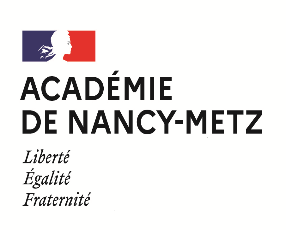 ACADÉMIE
DE NANCY-METZ
Liberté
Égalité
Fraternité